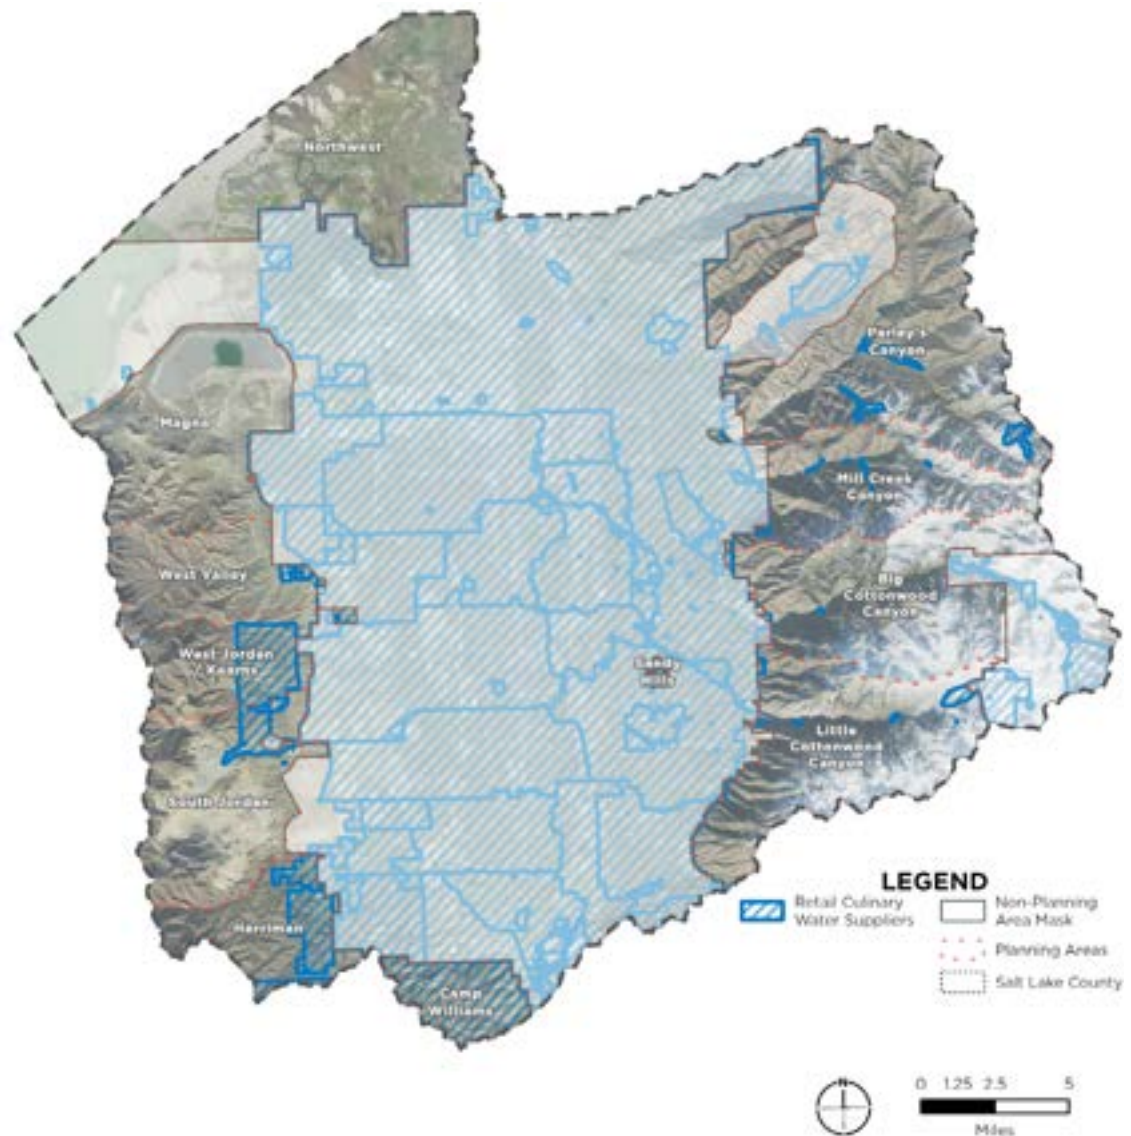 Northwest
Parley's
Canyon
Magna
Mill Creek
Canyon
West Valley
Big
Cottonwood
Canyon
West Jordan
/ Kearns
Sandy
Hills
Little
Cottonwood
Canyon
South Jordan
Herriman
Camp
Williams
LEGEND
Retail Culinary
Water Suppliers
Non-Planning
Area Mask
Planning Areas
Salt Lake County
N
0 1.25 2.5 5
Miles